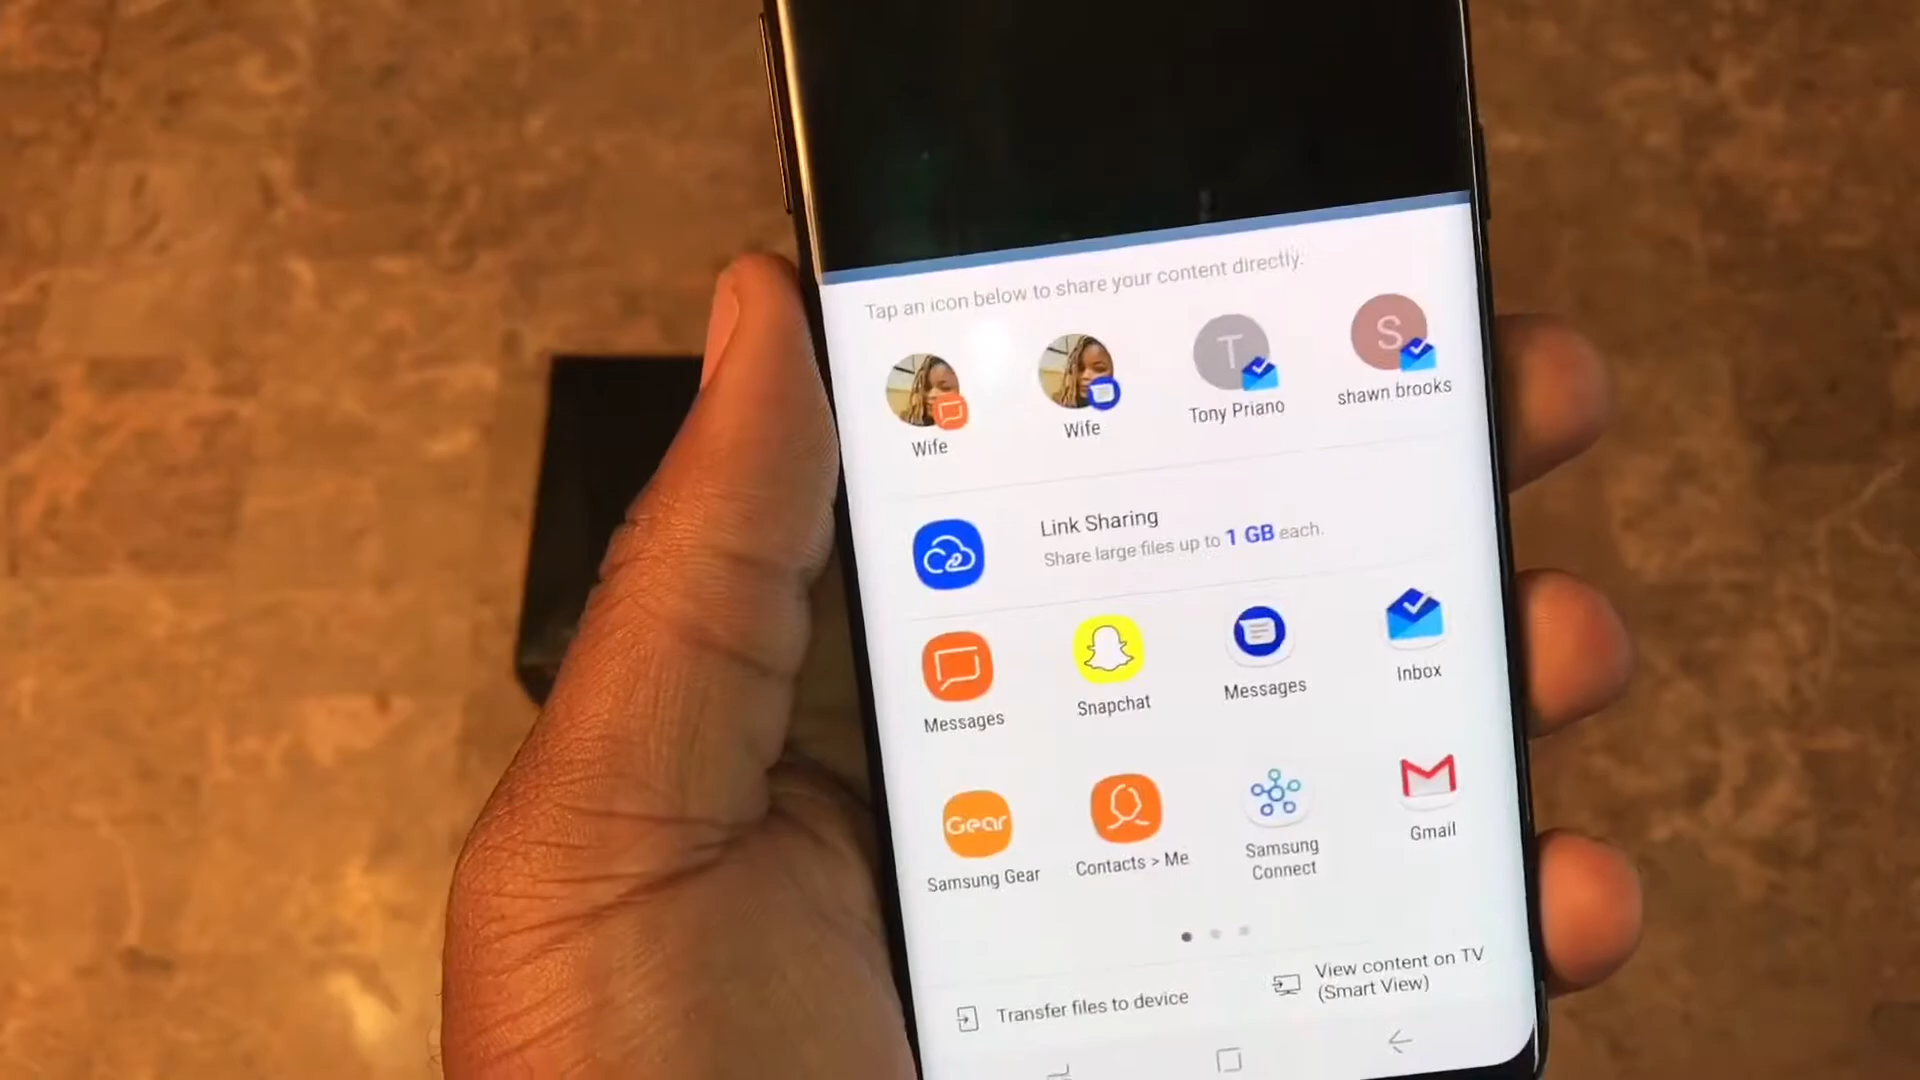 Tap an icon below to share your content directly.
T
S
Wife
Wife
Tony Priano
shawn brooks
Link Sharing
Share large files up to 1 GB each.
Messages
Snapchat
Messages
Inbox
Gear
Samsung Gear
Contacts > Me
Samsung
Connect
Gmail
Transfer files to device
View content on TV
(Smart View)